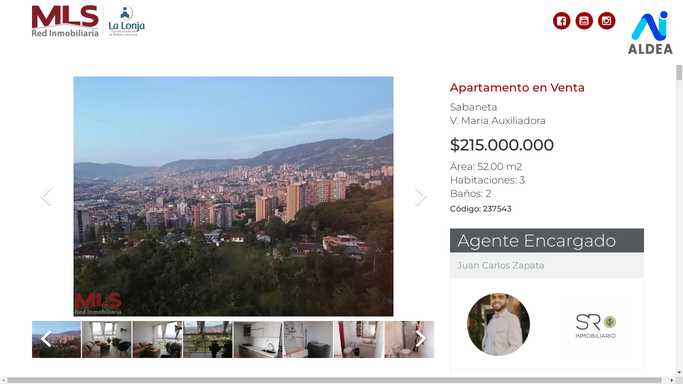 MLS
Red Inmobiliaria
La Lonja
ALDEA
Apartamento en Venta
Sabaneta
V. Maria Auxiliadora
$215.000.000
Área: 52.00 m2
Habitaciones: 3
Baños: 2
Código: 237543
Agente Encargado
Juan Carlos Zapata
MLS
Red Inmobiliaria
SR
INMOBILIARIO